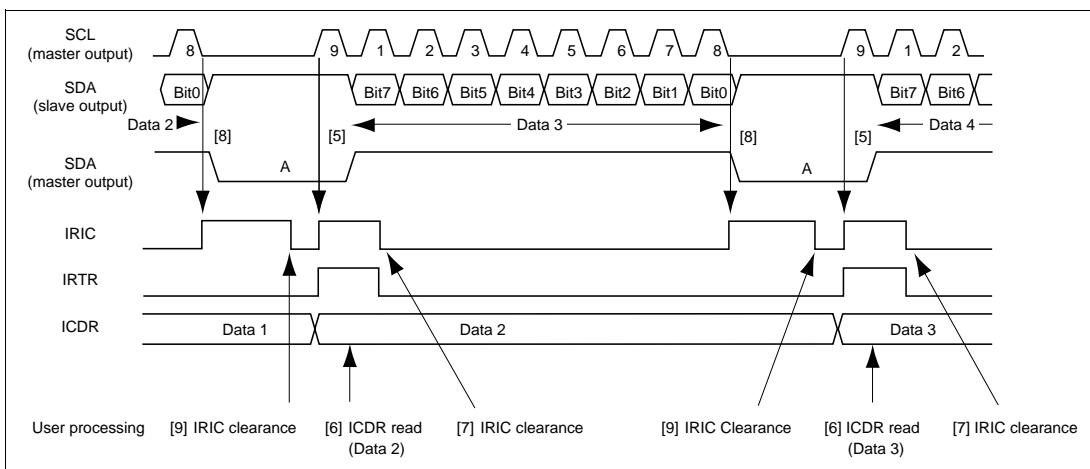 SCL
(master output)
8 9 1 2 3 4 5 6 7 8 9 1 2
SDA
(slave output)
Bit0 Bit7 Bit6 Bit5 Bit4 Bit3 Bit2 Bit1 Bit0 Bit7 Bit6
Data 2 [8] [5] Data 3 [8] [5] Data 4
SDA
(master output)
A A
IRIC
IRTR
ICDR
Data 1 Data 2 Data 3
User processing [9] IRIC clearance [6] ICDR read
(Data 2) [7] IRIC clearance [9] IRIC Clearance [6] ICDR read
(Data 3) [7] IRIC clearance